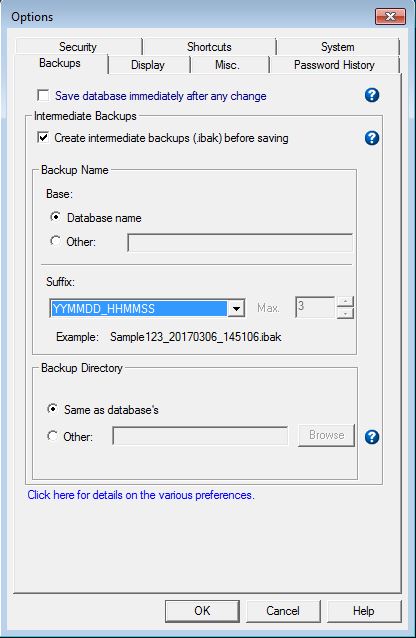 Options
Security Shortcuts System
Backups Display Misc. Password History
Save database immediately after any change ?
Intermediate Backups
Create intermediate backups (.ibak) before saving ?
Backup Name
Base:
Database name
Other:
Suffix:
YYMMDD_HHMMSS Max. 3
Example: Sample123_20170306_145106.ibak
Backup Directory
Same as database's
Other: Browse ?
Click here for details on the various preferences.
OK Cancel Help